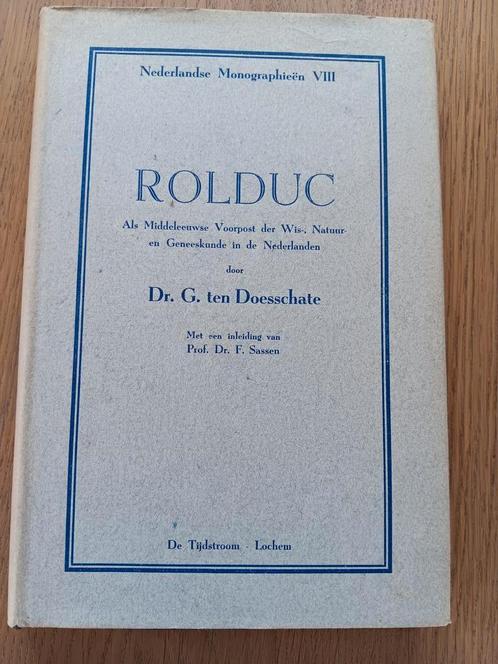 Nederlandse Monographieën VIII
ROLDUC
Als Middeleeuwse Voorpost der Wis-, Natuur-
en Geneeskunde in de Nederlanden
door
Dr. G. ten Doesschate
Met een inleiding van
Prof. Dr. F. Sassen
De Tijdstroom - Lochem